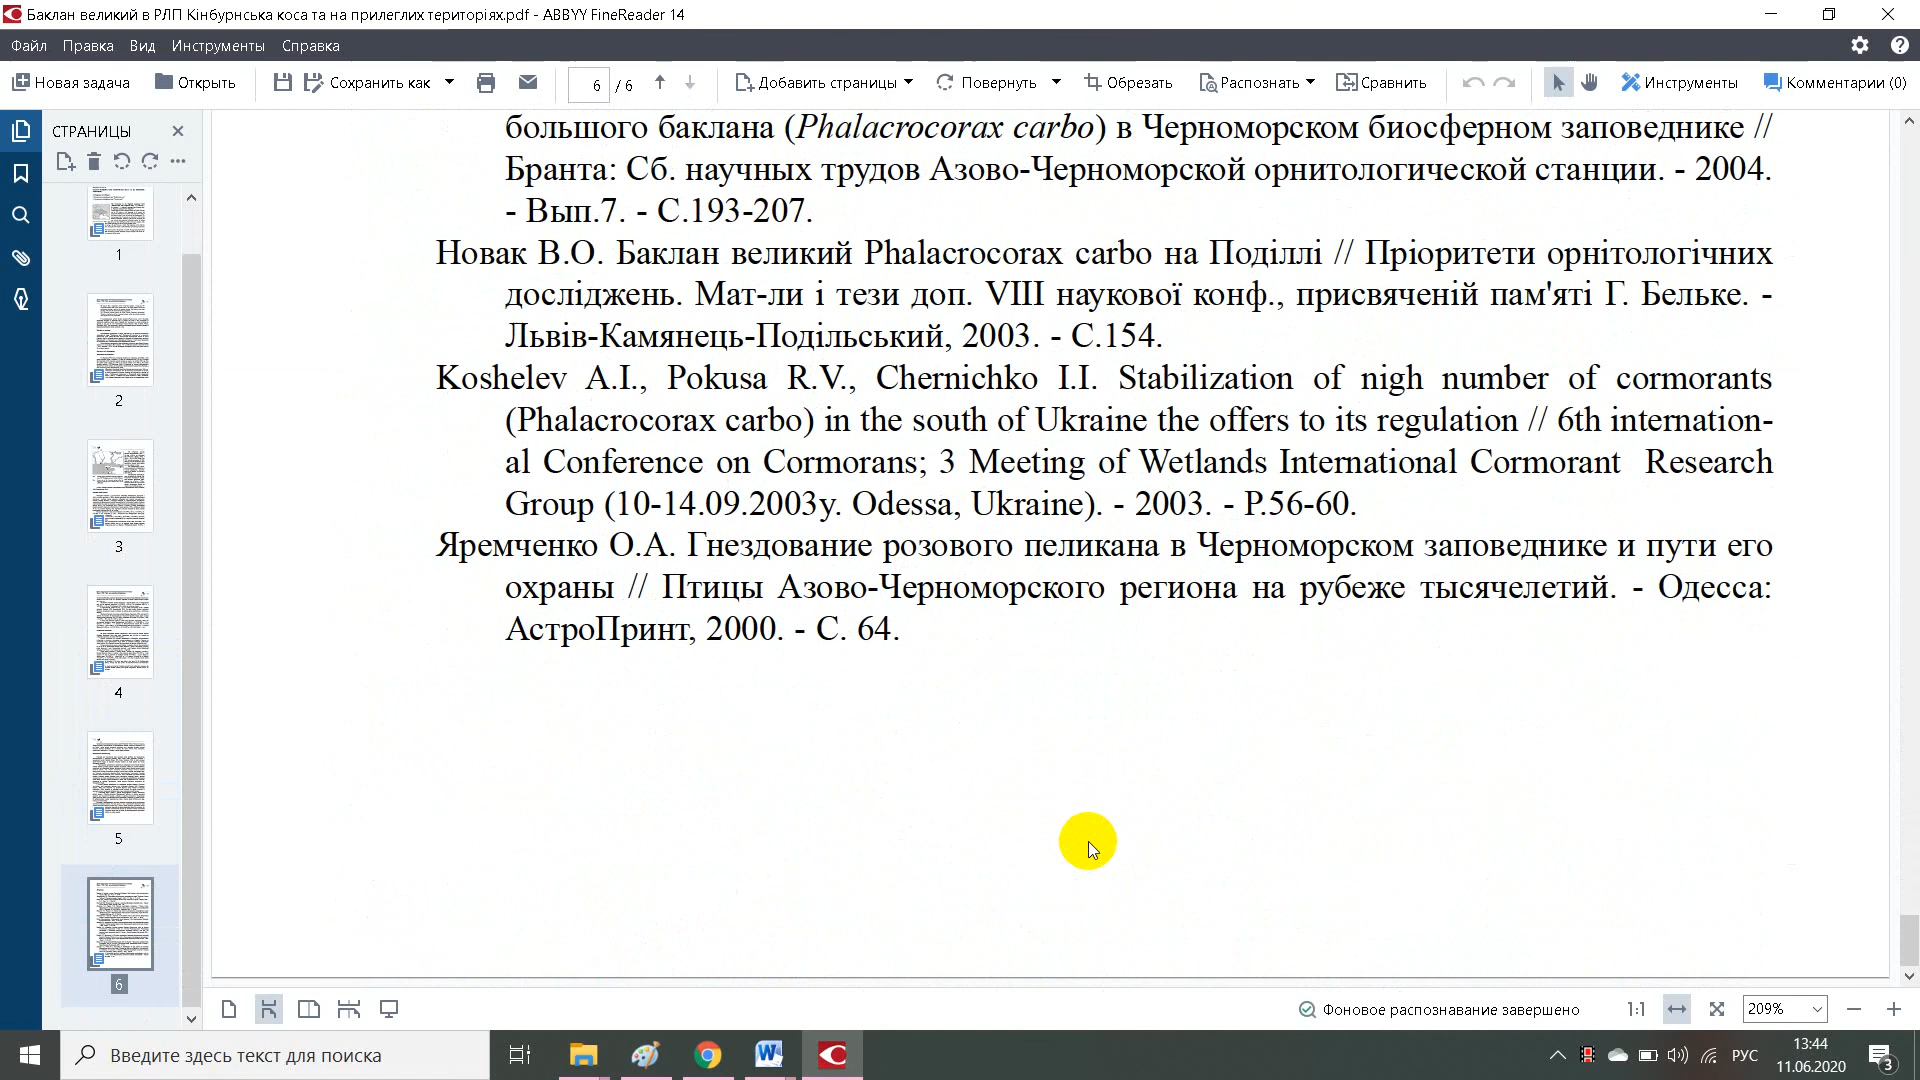 Баклан великий в РЛП Кінбурнська коса та на прилеглих територіях.pdf - ABBYY FineReader 14
Файл Правка Вид Инструменты Справка
Новая задача Открыть Сохранить как 6 / 6 Добавить страницы Повернуть Обрезать Распознать Сравнить Инструменты Комментарии (0)
СТРАНИЦЫ
1
2
3
4
5
6
большого баклана (Phalacrocorax carbo) в Черноморском биосферном заповеднике //
Бранта: Сб. научных трудов Азово-Черноморской орнитологической станции. - 2004.
- Вып.7. - С.193-207.
Новак В.О. Баклан великий Phalacrocorax carbo на Поділлі // Пріоритети орнітологічних
досліджень. Мат-ли і тези доп. VIII наукової конф., присвяченій пам'яті Г. Бельке. -
Львів-Камянець-Подільський, 2003. - С.154.
Koshelev A.I., Pokusa R.V., Chernichko I.I. Stabilization of nigh number of cormorants
(Phalacrocorax carbo) in the south of Ukraine the offers to its regulation // 6th internation-
al Conference on Cormorans; 3 Meeting of Wetlands International Cormorant Research
Group (10-14.09.2003y. Odessa, Ukraine). - 2003. - P.56-60.
Яремченко О.А. Гнездование розового пеликана в Черноморском заповеднике и пути его
охраны // Птицы Азово-Черноморского региона на рубеже тысячелетий. - Одесса:
АстроПринт, 2000. - С. 64.
Фоновое распознавание завершено 1:1 209%
Введите здесь текст для поиска
РУС
13:44
11.06.2020
3